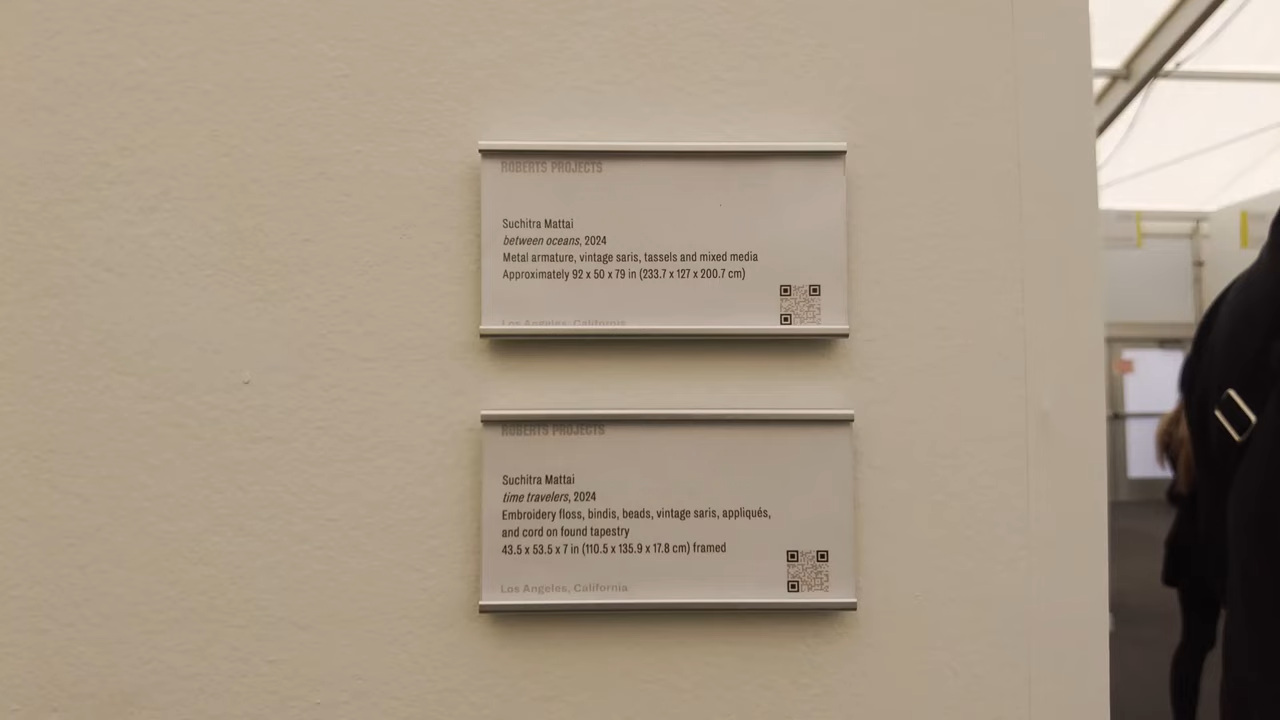 ROBERTS PROJECTS
Suchitra Mattai
between oceans, 2024
Metal armature, vintage saris, tassels and mixed media
Approximately 92 x 50 x 79 in (233.7 x 127 x 200.7 cm)
Los Angeles, California
ROBERTS PROJECTS
Suchitra Mattai
time travelers, 2024
Embroidery floss, bindis, beads, vintage saris, appliqués,
and cord on found tapestry
43.5 x 53.5 x 7 in (110.5 x 135.9 x 17.8 cm) framed
Los Angeles, California